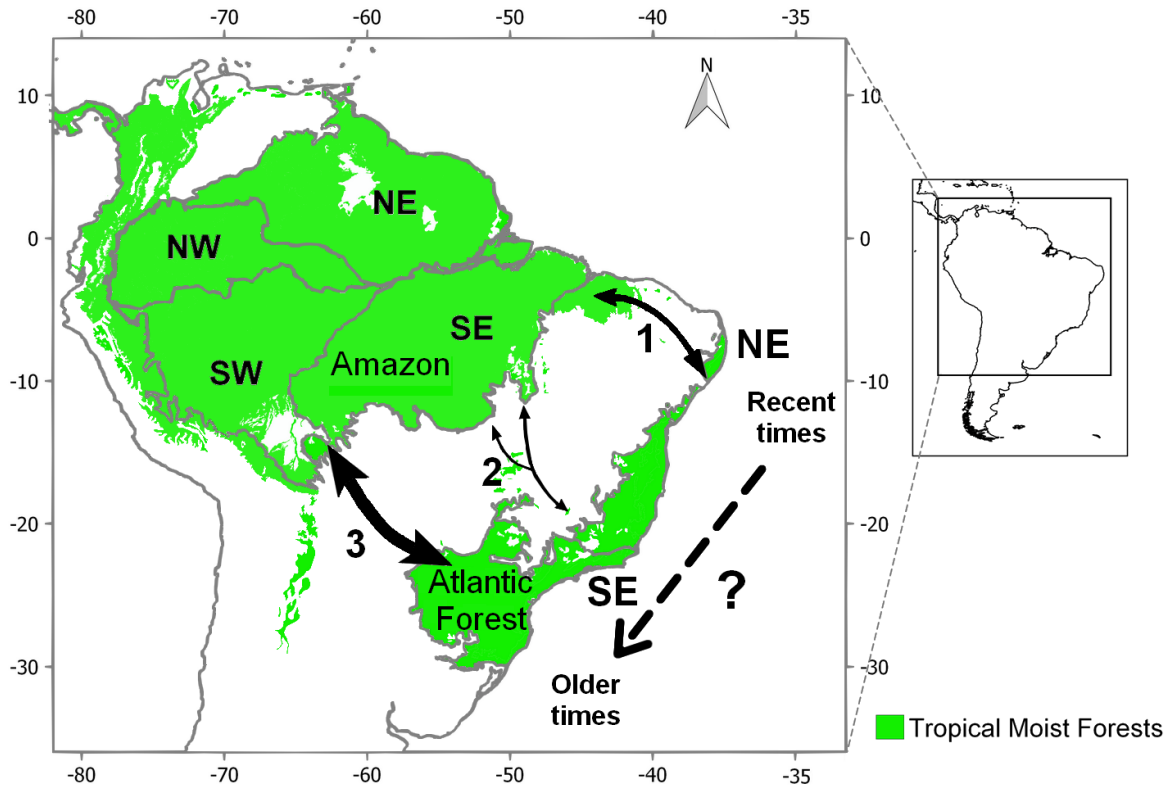 -80 -70 -60 -50 -40 -35
N
10 10
NE
0 0
NW
SE
1
NE
SW
Amazon
-10 -10
Recent
times
2
3
-20 -20
Atlantic
Forest
SE
?
-30 -30
Older
times
Tropical Moist Forests
-80 -70 -60 -50 -40 -35